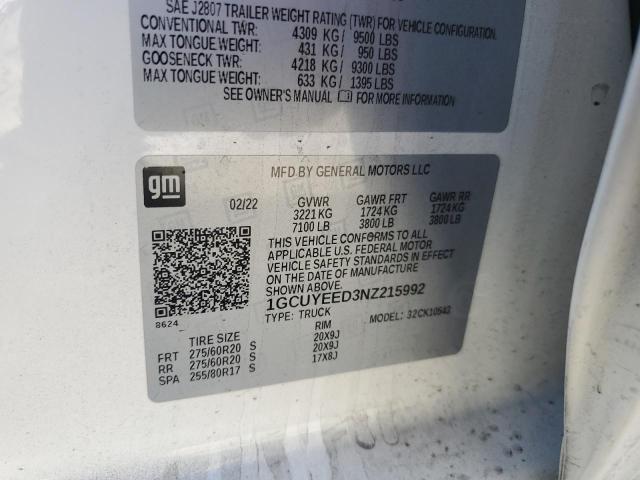 SAE J2807 TRAILER WEIGHT RATING (TWR) FOR VEHICLE CONFIGURATION.
CONVENTIONAL TWR: 4309 KG / 9500 LBS
MAX TONGUE WEIGHT: 431 KG / 950 LBS
GOOSENECK TWR: 4218 KG / 9300 LBS
MAX TONGUE WEIGHT: 633 KG / 1395 LBS
SEE OWNER'S MANUAL FOR MORE INFORMATION
gm
MFD BY GENERAL MOTORS LLC
02/22 GVWR GAWR FRT GAWR RR
3221 KG 1724 KG 1724 KG
7100 LB 3800 LB 3800 LB
THIS VEHICLE CONFORMS TO ALL
APPLICABLE U.S. FEDERAL MOTOR
VEHICLE SAFETY STANDARDS IN EFFECT
ON THE DATE OF MANUFACTURE
SHOWN ABOVE.
1GCUYEED3NZ215992
8624 TYPE: TRUCK MODEL: 32CK10543
TIRE SIZE RIM
FRT 275/60R20 S 20X9J
RR 275/60R20 S 20X9J
SPA 255/80R17 S 17X8J